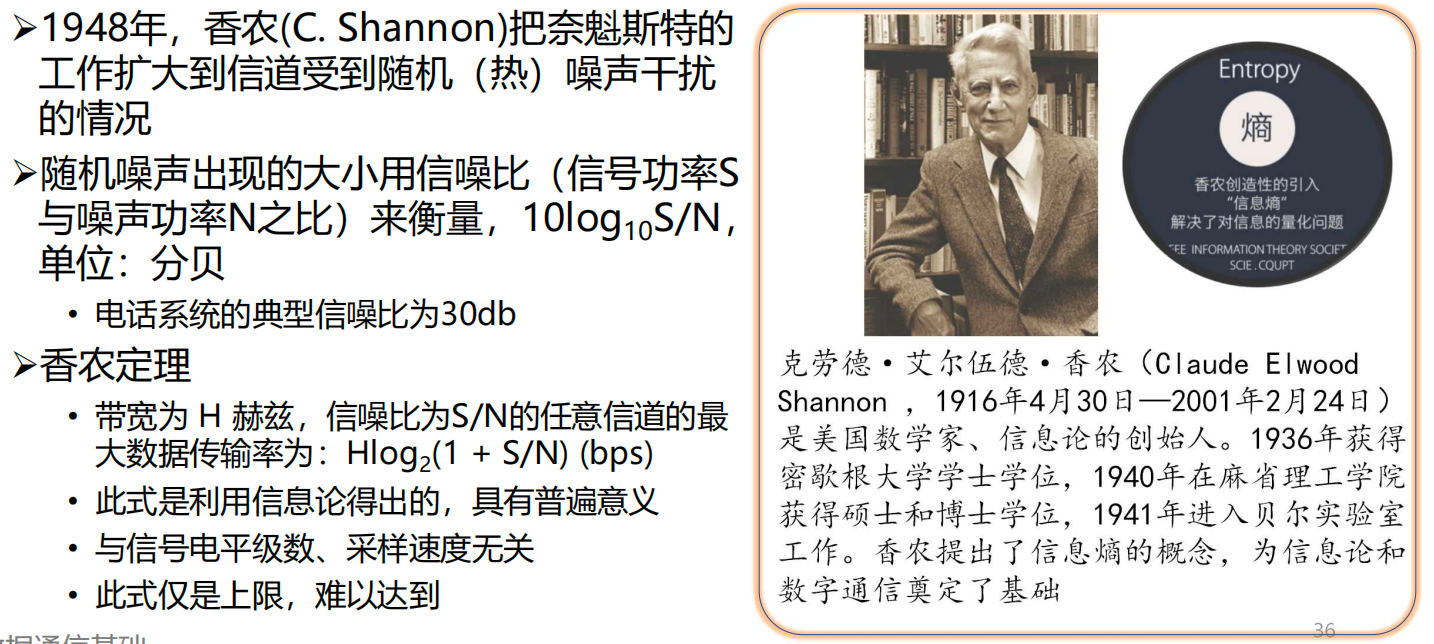 ➢1948年，香农(C. Shannon)把奈魁斯特的
工作扩大到信道受到随机（热）噪声干扰
的情况
➢随机噪声出现的大小用信噪比（信号功率S
与噪声功率N之比）来衡量，10log10S/N，
单位：分贝
• 电话系统的典型信噪比为30db
➢香农定理
• 带宽为 H 赫兹，信噪比为S/N的任意信道的最
大数据传输率为：Hlog2(1 + S/N) (bps)
• 此式是利用信息论得出的，具有普遍意义
• 与信号电平级数、采样速度无关
• 此式仅是上限，难以达到
Entropy
熵
香农创造性的引入
“信息熵”
解决了对信息的量化问题
INFORMATION THEORY
SCIE . CQUPT
克劳德·艾尔伍德·香农（Claude Elwood
Shannon ，1916年4月30日—2001年2月24日）
是美国数学家、信息论的创始人。1936年获得
密歇根大学学士学位，1940年在麻省理工学院
获得硕士和博士学位，1941年进入贝尔实验室
工作。香农提出了信息熵的概念，为信息论和
数字通信奠定了基础
36